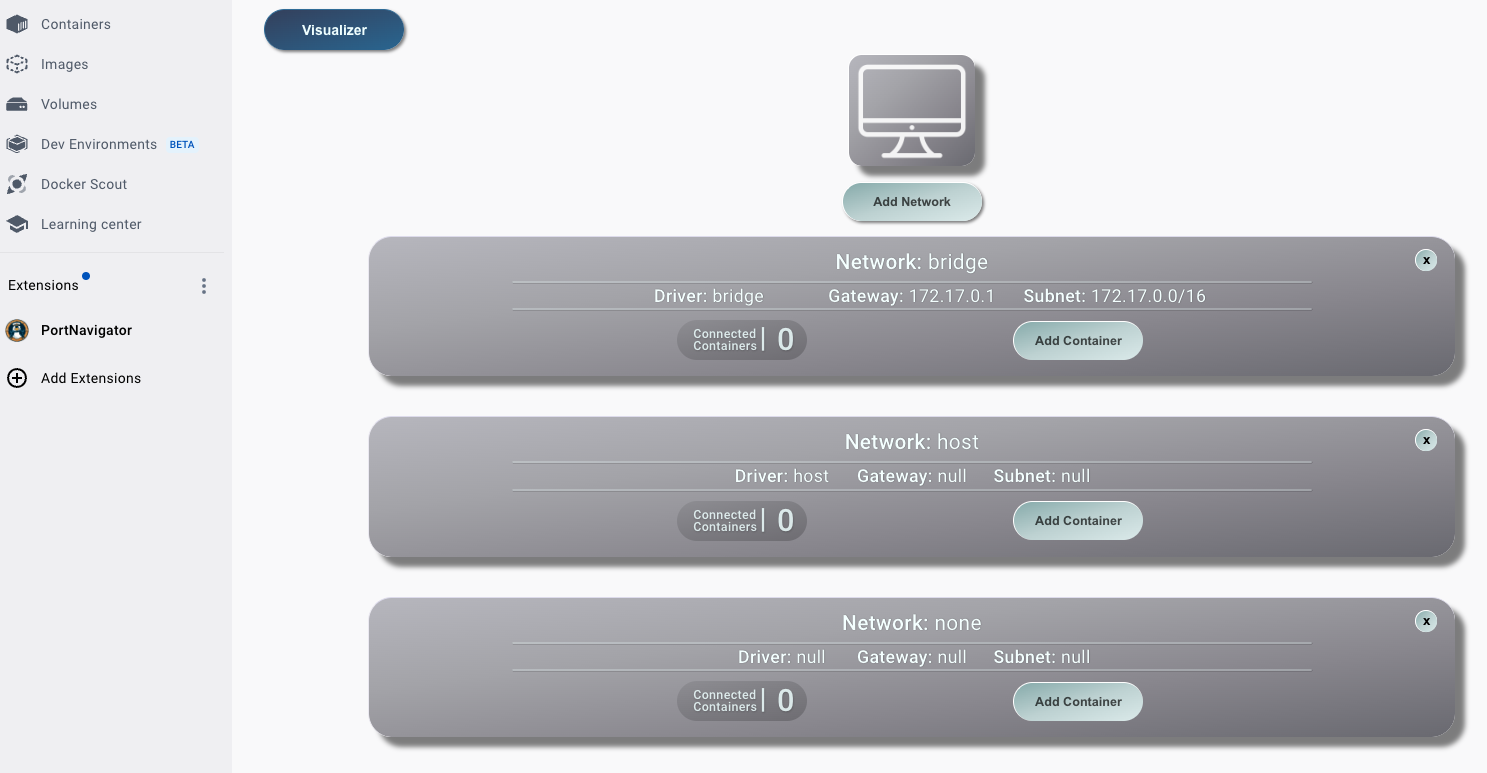 Containers
Images
Volumes
Dev Environments BETA
Docker Scout
Learning center
Extensions
PortNavigator
Add Extensions
Visualizer
Add Network
Network: bridge
x
Driver: bridge Gateway: 172.17.0.1 Subnet: 172.17.0.0/16
Connected
Containers
0
Add Container
Network: host
x
Driver: host Gateway: null Subnet: null
Connected
Containers
0
Add Container
Network: none
x
Driver: null Gateway: null Subnet: null
Connected
Containers
0
Add Container